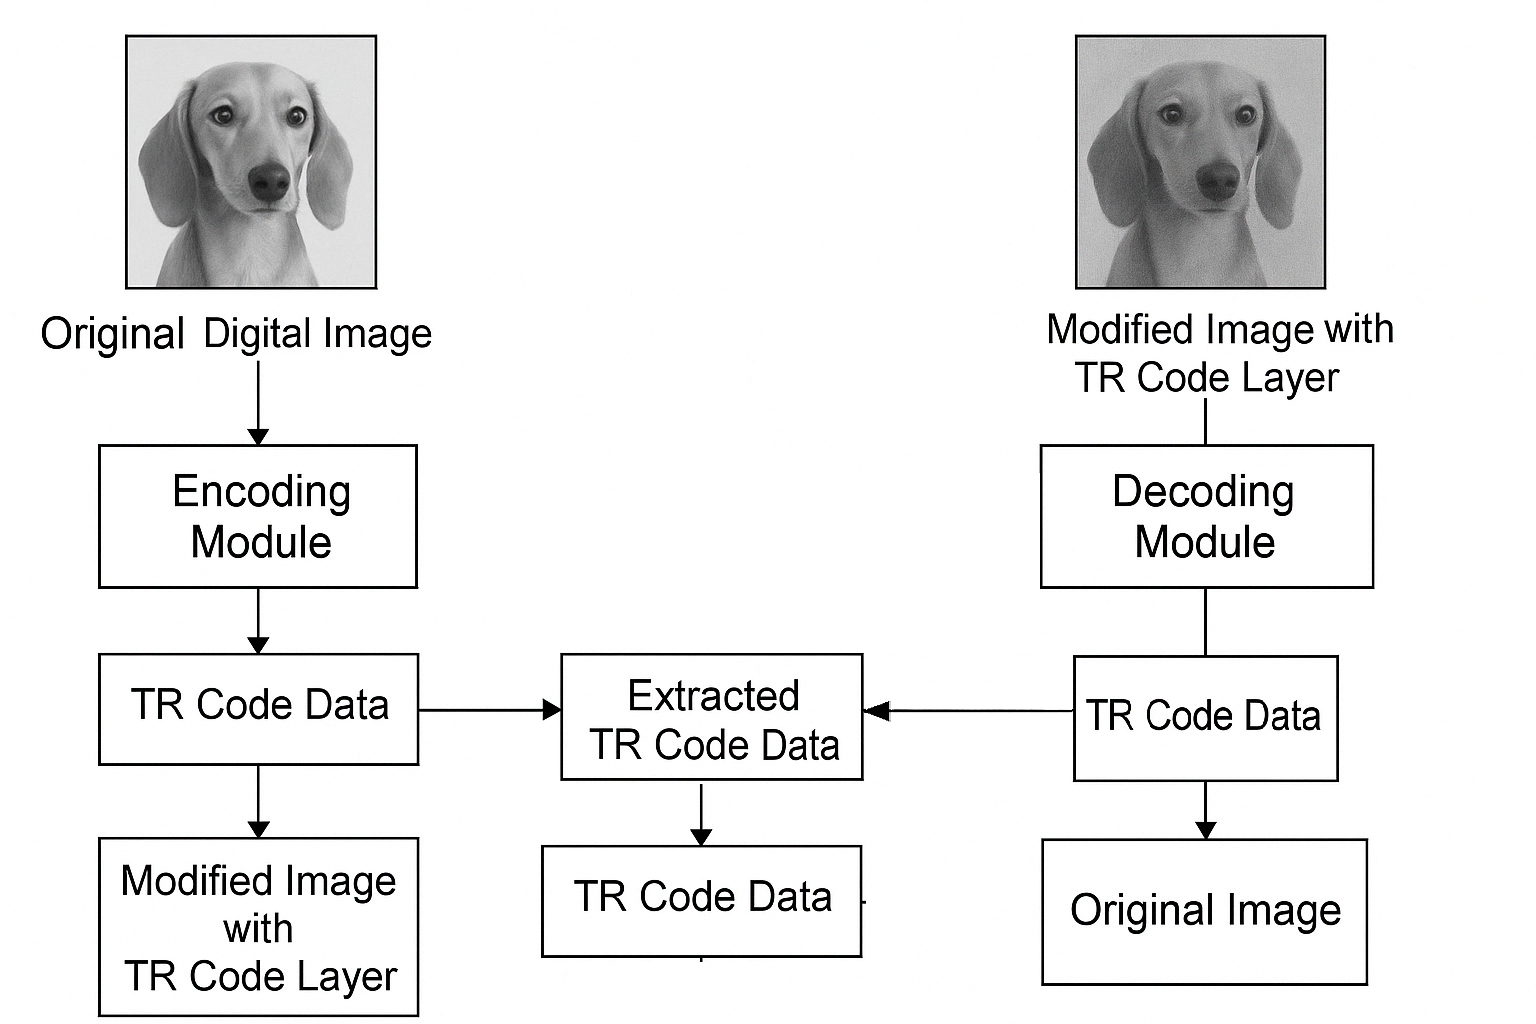 Original Digital Image
Encoding
Module
TR Code Data
Modified Image
with
TR Code Layer
Extracted
TR Code Data
TR Code Data
Modified Image with
TR Code Layer
Decoding
Module
TR Code Data
Original Image